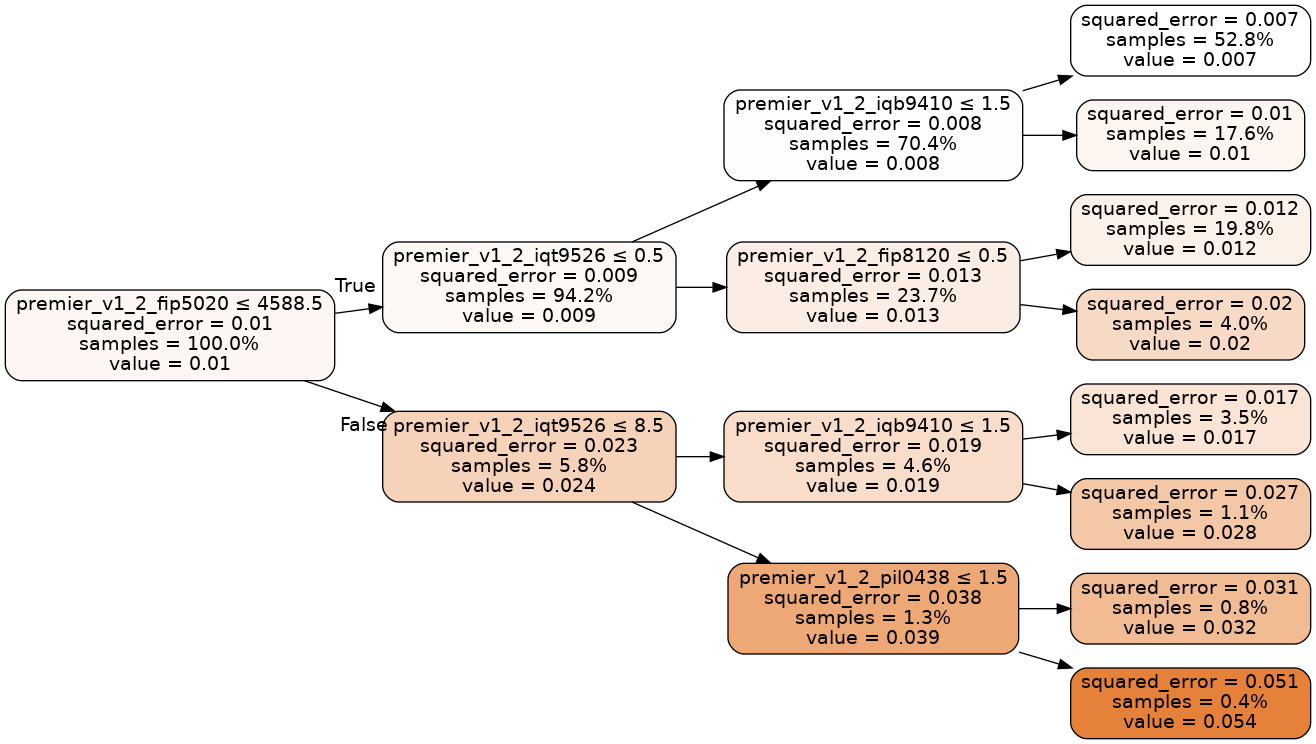 premier_v1_2_fip5020 ≤ 4588.5
squared_error = 0.01
samples = 100.0%
value = 0.01
True
False
premier_v1_2_iqt9526 ≤ 0.5
squared_error = 0.009
samples = 94.2%
value = 0.009
premier_v1_2_iqt9526 ≤ 8.5
squared_error = 0.023
samples = 5.8%
value = 0.024
premier_v1_2_iqb9410 ≤ 1.5
squared_error = 0.008
samples = 70.4%
value = 0.008
premier_v1_2_fip8120 ≤ 0.5
squared_error = 0.013
samples = 23.7%
value = 0.013
premier_v1_2_iqb9410 ≤ 1.5
squared_error = 0.019
samples = 4.6%
value = 0.019
premier_v1_2_pil0438 ≤ 1.5
squared_error = 0.038
samples = 1.3%
value = 0.039
squared_error = 0.007
samples = 52.8%
value = 0.007
squared_error = 0.01
samples = 17.6%
value = 0.01
squared_error = 0.012
samples = 19.8%
value = 0.012
squared_error = 0.02
samples = 4.0%
value = 0.02
squared_error = 0.017
samples = 3.5%
value = 0.017
squared_error = 0.027
samples = 1.1%
value = 0.028
squared_error = 0.031
samples = 0.8%
value = 0.032
squared_error = 0.051
samples = 0.4%
value = 0.054